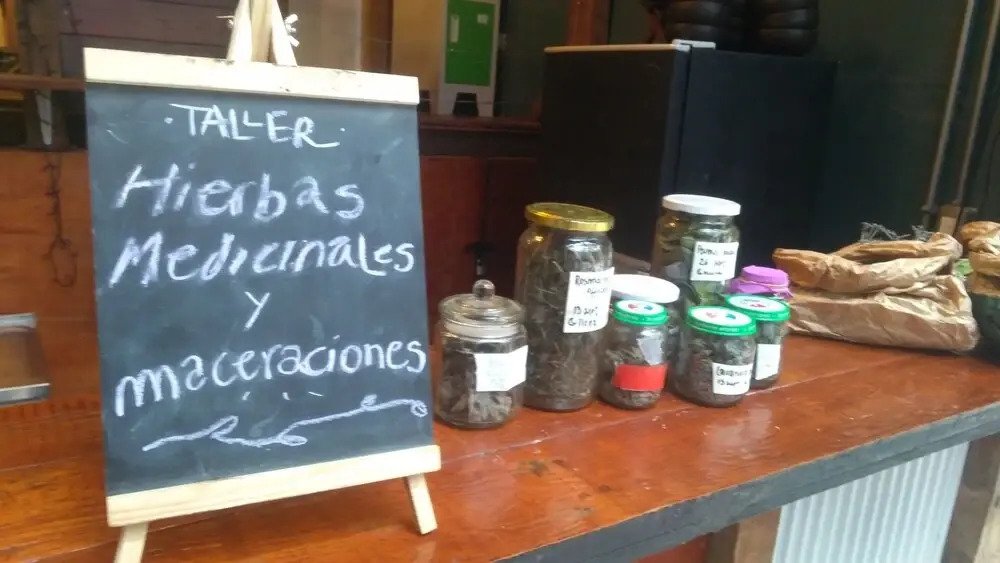 ·TALLER·
Hierbas
Medicinales
y
maceraciones